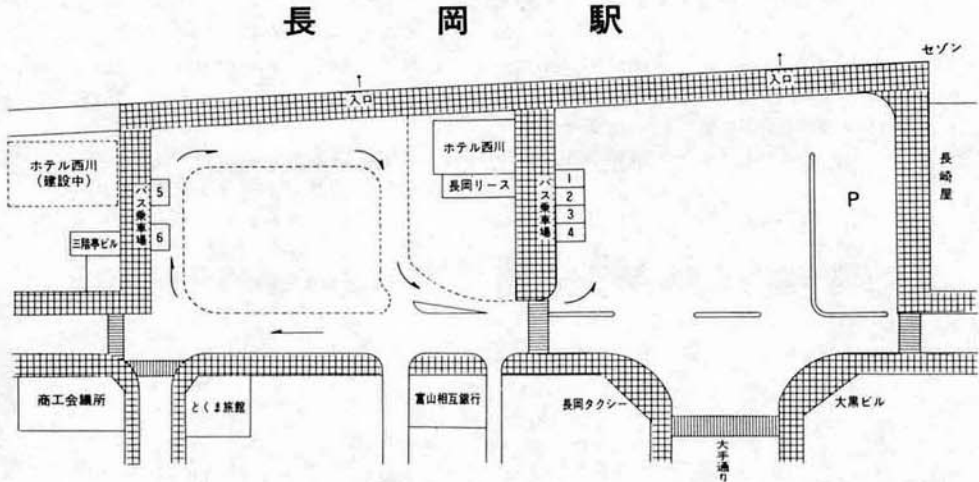 長岡駅
セゾン
入口
入口
ホテル西川
(建設中)
ホテル西川
長岡リース
バス乗車場
5
6
バス乗車場
1
2
3
4
P
長崎屋
三階亭ビル
商工会議所
とくま旅館
富山相互銀行
長岡タクシー
大黒ビル
大手通り